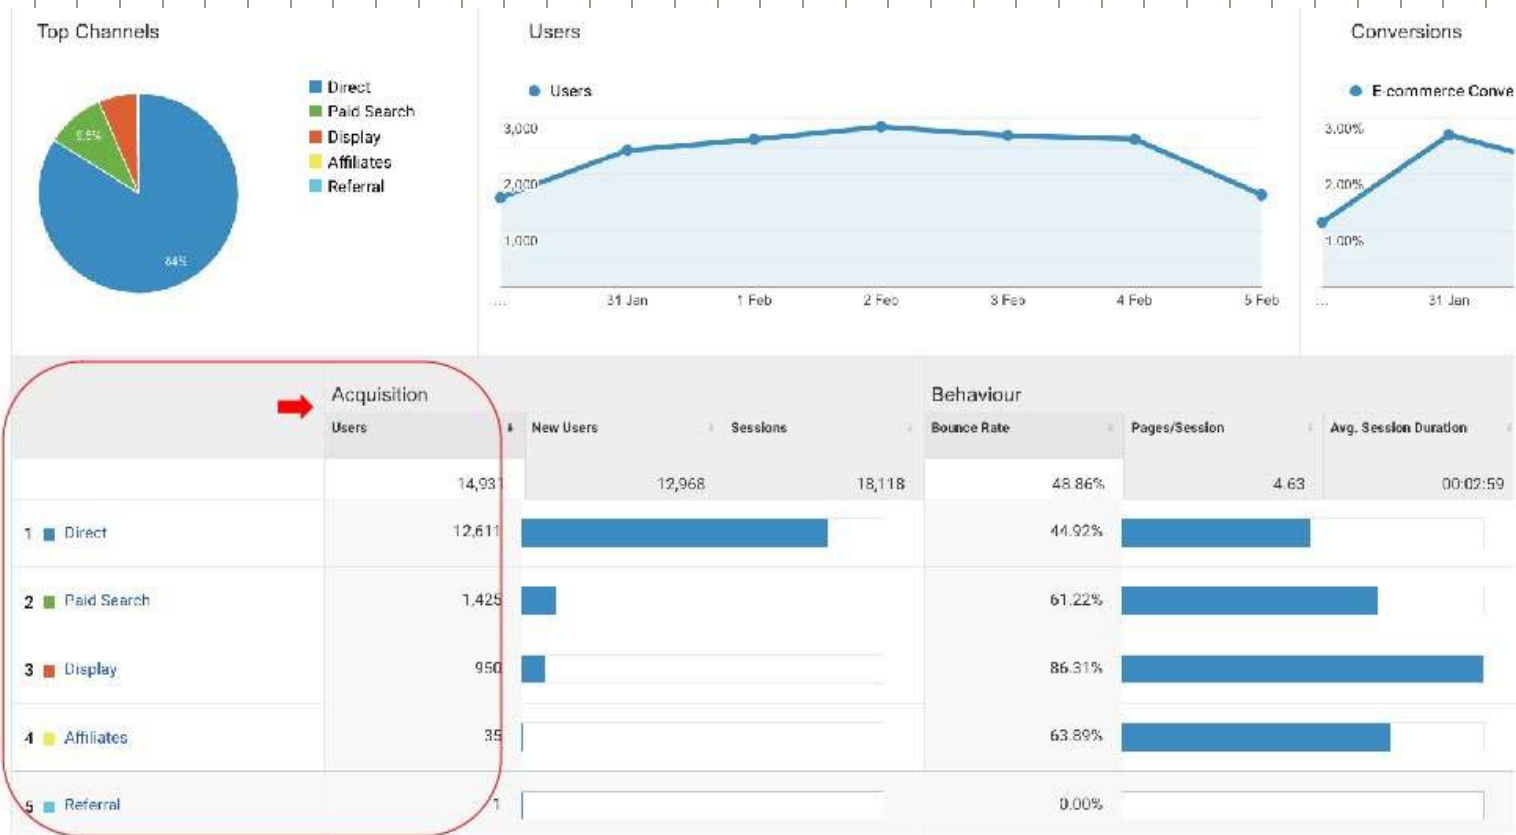 Top Channels
Direct
Paid Search
Display
Affiliates
Referral
9.5%
84%
Users
Users
3,000
2,000
1,000
...
31 Jan
1 Feb
2 Feb
3 Feb
4 Feb
5 Feb
Conversions
E-commerce Conve
3.00%
2.00%
1.00%
...
31 Jan
Acquisition
Behaviour
Users New Users Sessions Bounce Rate Pages/Session Avg. Session Duration
14,931 12,968 18,118 48.86% 4.63 00:02:59
1 Direct 12,611 44.92%
2 Paid Search 1,425 61.22%
3 Display 950 86.31%
4 Affiliates 35 63.89%
5 Referral 1 0.00%